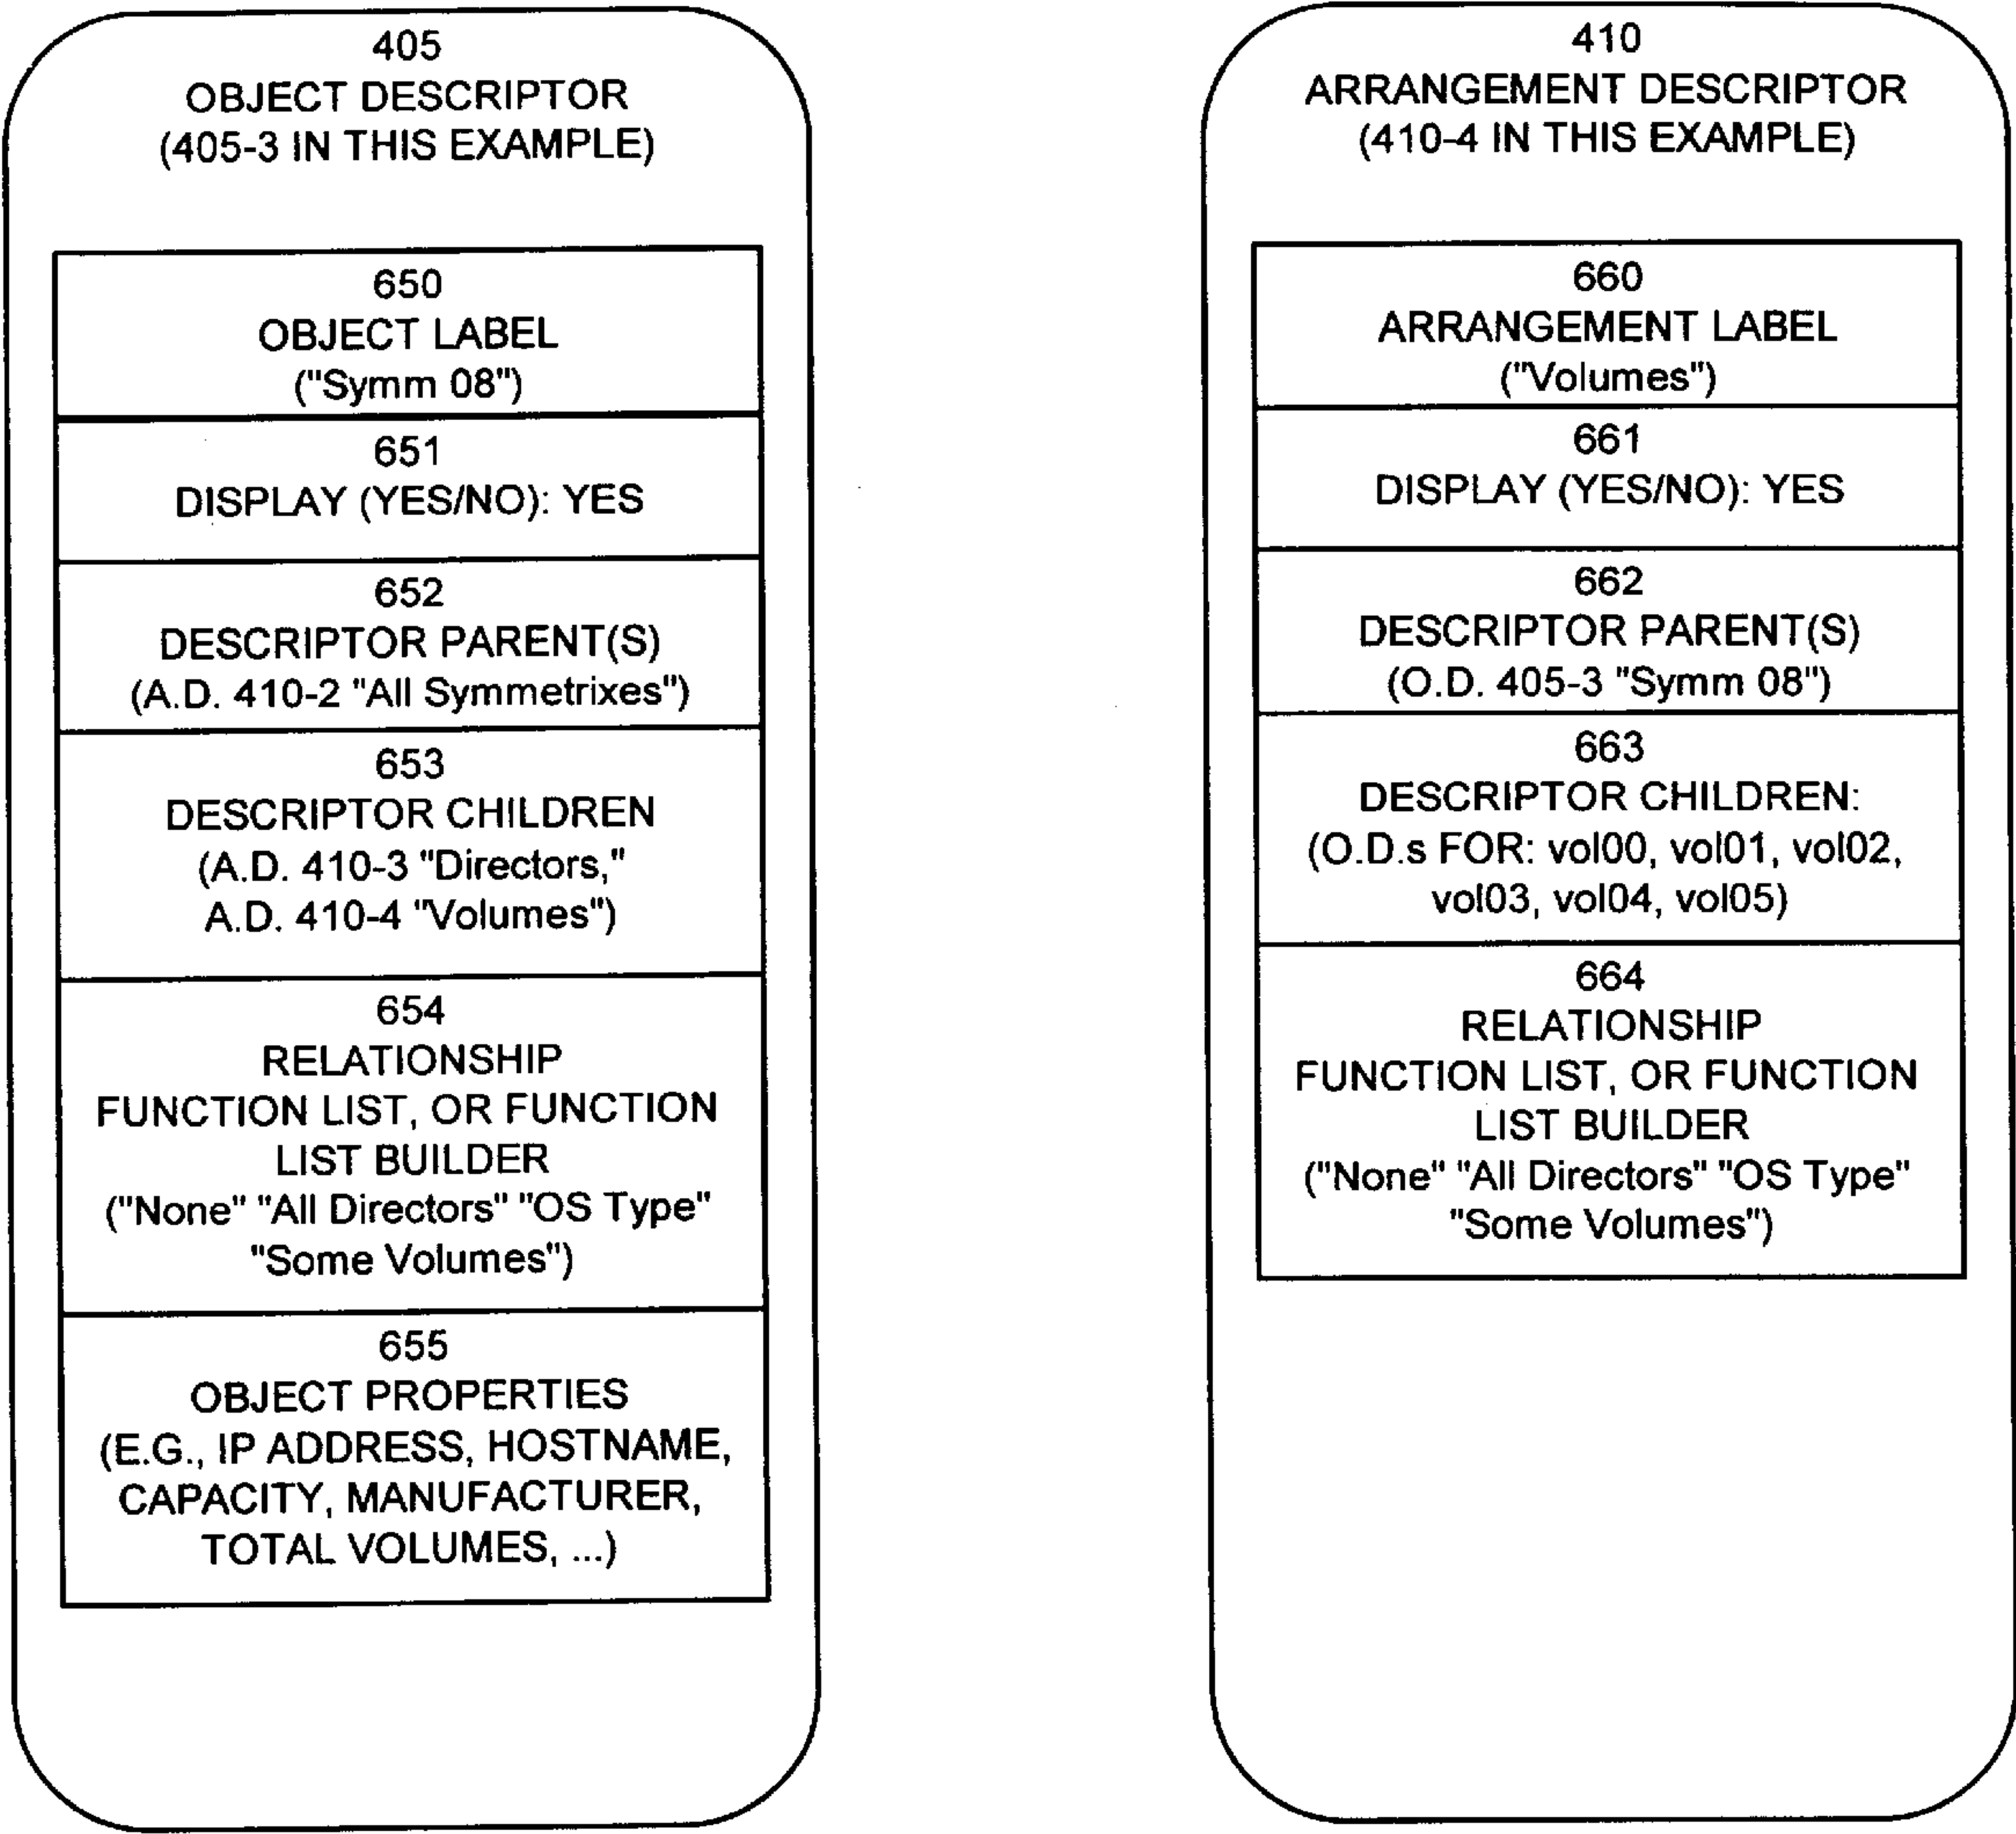 405
OBJECT DESCRIPTOR
(405-3 IN THIS EXAMPLE)
650
OBJECT LABEL
("Symm 08")
651
DISPLAY (YES/NO): YES
652
DESCRIPTOR PARENT(S)
(A.D. 410-2 "All Symmetrixes")
653
DESCRIPTOR CHILDREN
(A.D. 410-3 "Directors,"
A.D. 410-4 "Volumes")
654
RELATIONSHIP
FUNCTION LIST, OR FUNCTION
LIST BUILDER
("None" "All Directors" "OS Type"
"Some Volumes")
655
OBJECT PROPERTIES
(E.G., IP ADDRESS, HOSTNAME,
CAPACITY, MANUFACTURER,
TOTAL VOLUMES, ...)
410
ARRANGEMENT DESCRIPTOR
(410-4 IN THIS EXAMPLE)
660
ARRANGEMENT LABEL
("Volumes")
661
DISPLAY (YES/NO): YES
662
DESCRIPTOR PARENT(S)
(O.D. 405-3 "Symm 08")
663
DESCRIPTOR CHILDREN:
(O.D.s FOR: vol00, vol01, vol02,
vol03, vol04, vol05)
664
RELATIONSHIP
FUNCTION LIST, OR FUNCTION
LIST BUILDER
("None" "All Directors" "OS Type"
"Some Volumes")